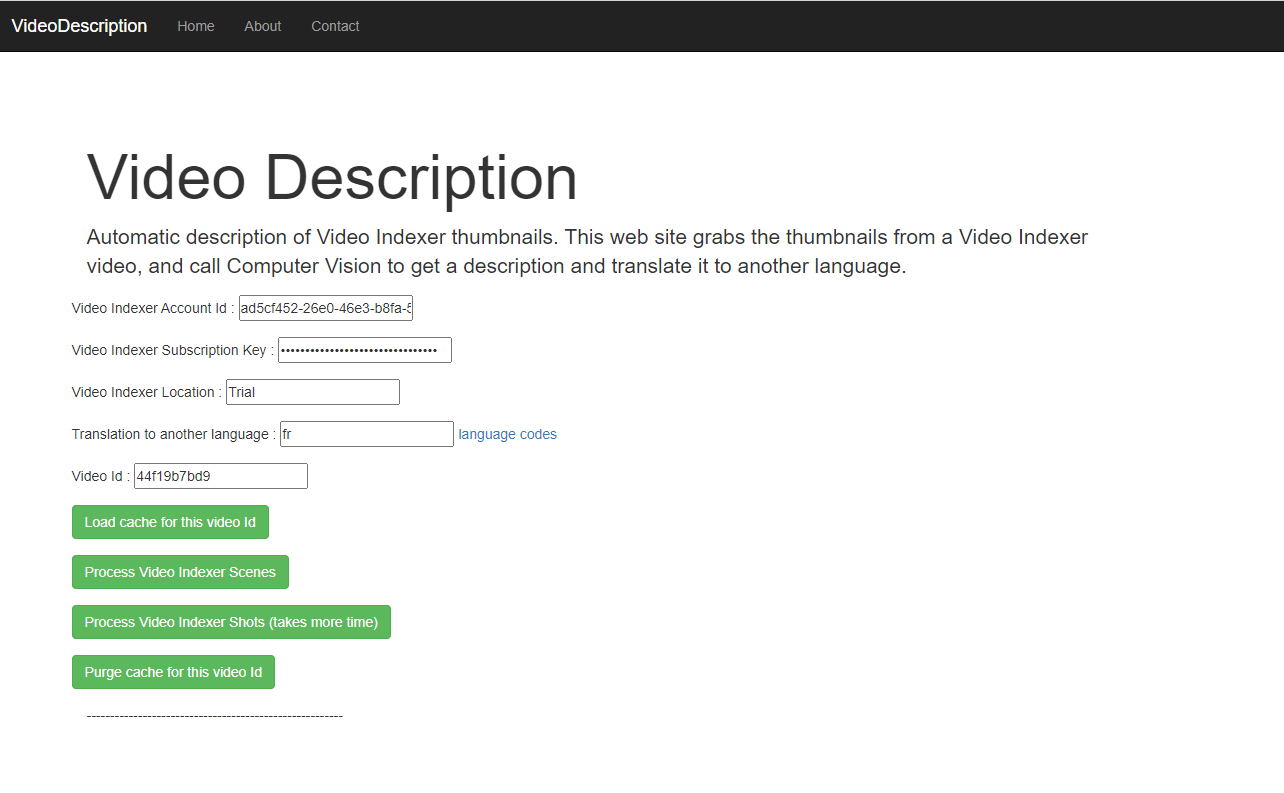 VideoDescription Home About Contact
Video Description
Automatic description of Video Indexer thumbnails. This web site grabs the thumbnails from a Video Indexer
video, and call Computer Vision to get a description and translate it to another language.
Video Indexer Account Id : ad5cf452-26e0-46e3-b8fa-5
Video Indexer Subscription Key : ••••••••••••••••••••••••••••••••
Video Indexer Location : Trial
Translation to another language : fr language codes
Video Id : 44f19b7bd9
Load cache for this video Id
Process Video Indexer Scenes
Process Video Indexer Shots (takes more time)
Purge cache for this video Id
-------------------------------------------------------